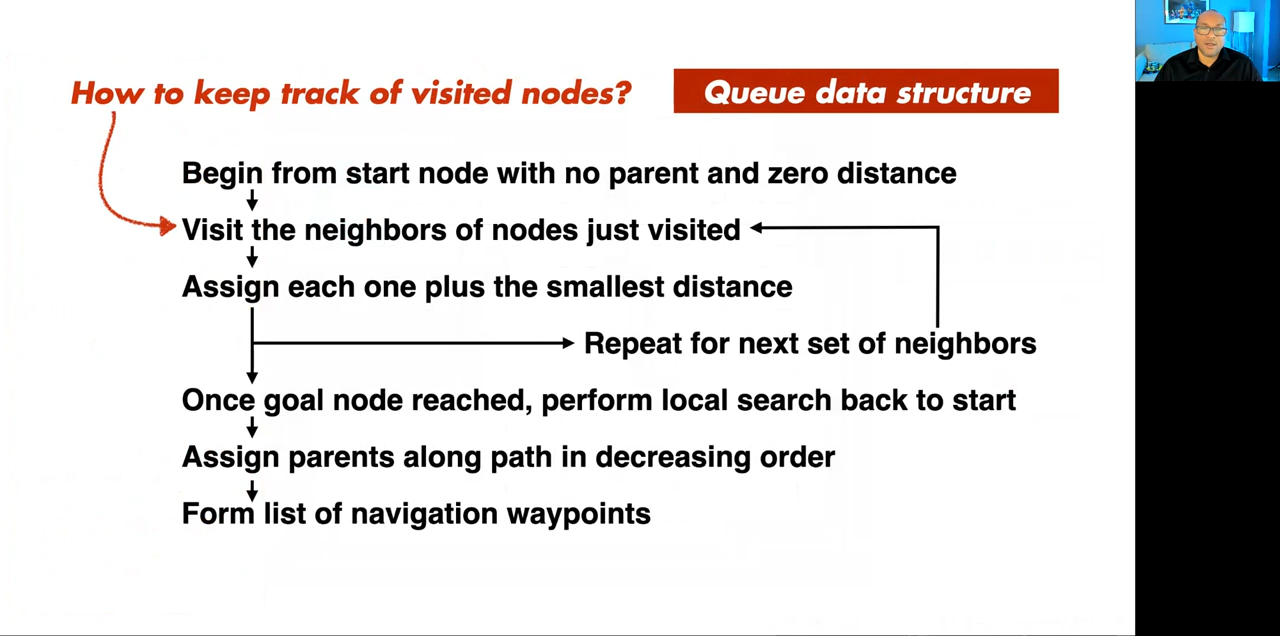 How to keep track of visited nodes?
Queue data structure
Begin from start node with no parent and zero distance
Visit the neighbors of nodes just visited
Assign each one plus the smallest distance
Repeat for next set of neighbors
Once goal node reached, perform local search back to start
Assign parents along path in decreasing order
Form list of navigation waypoints